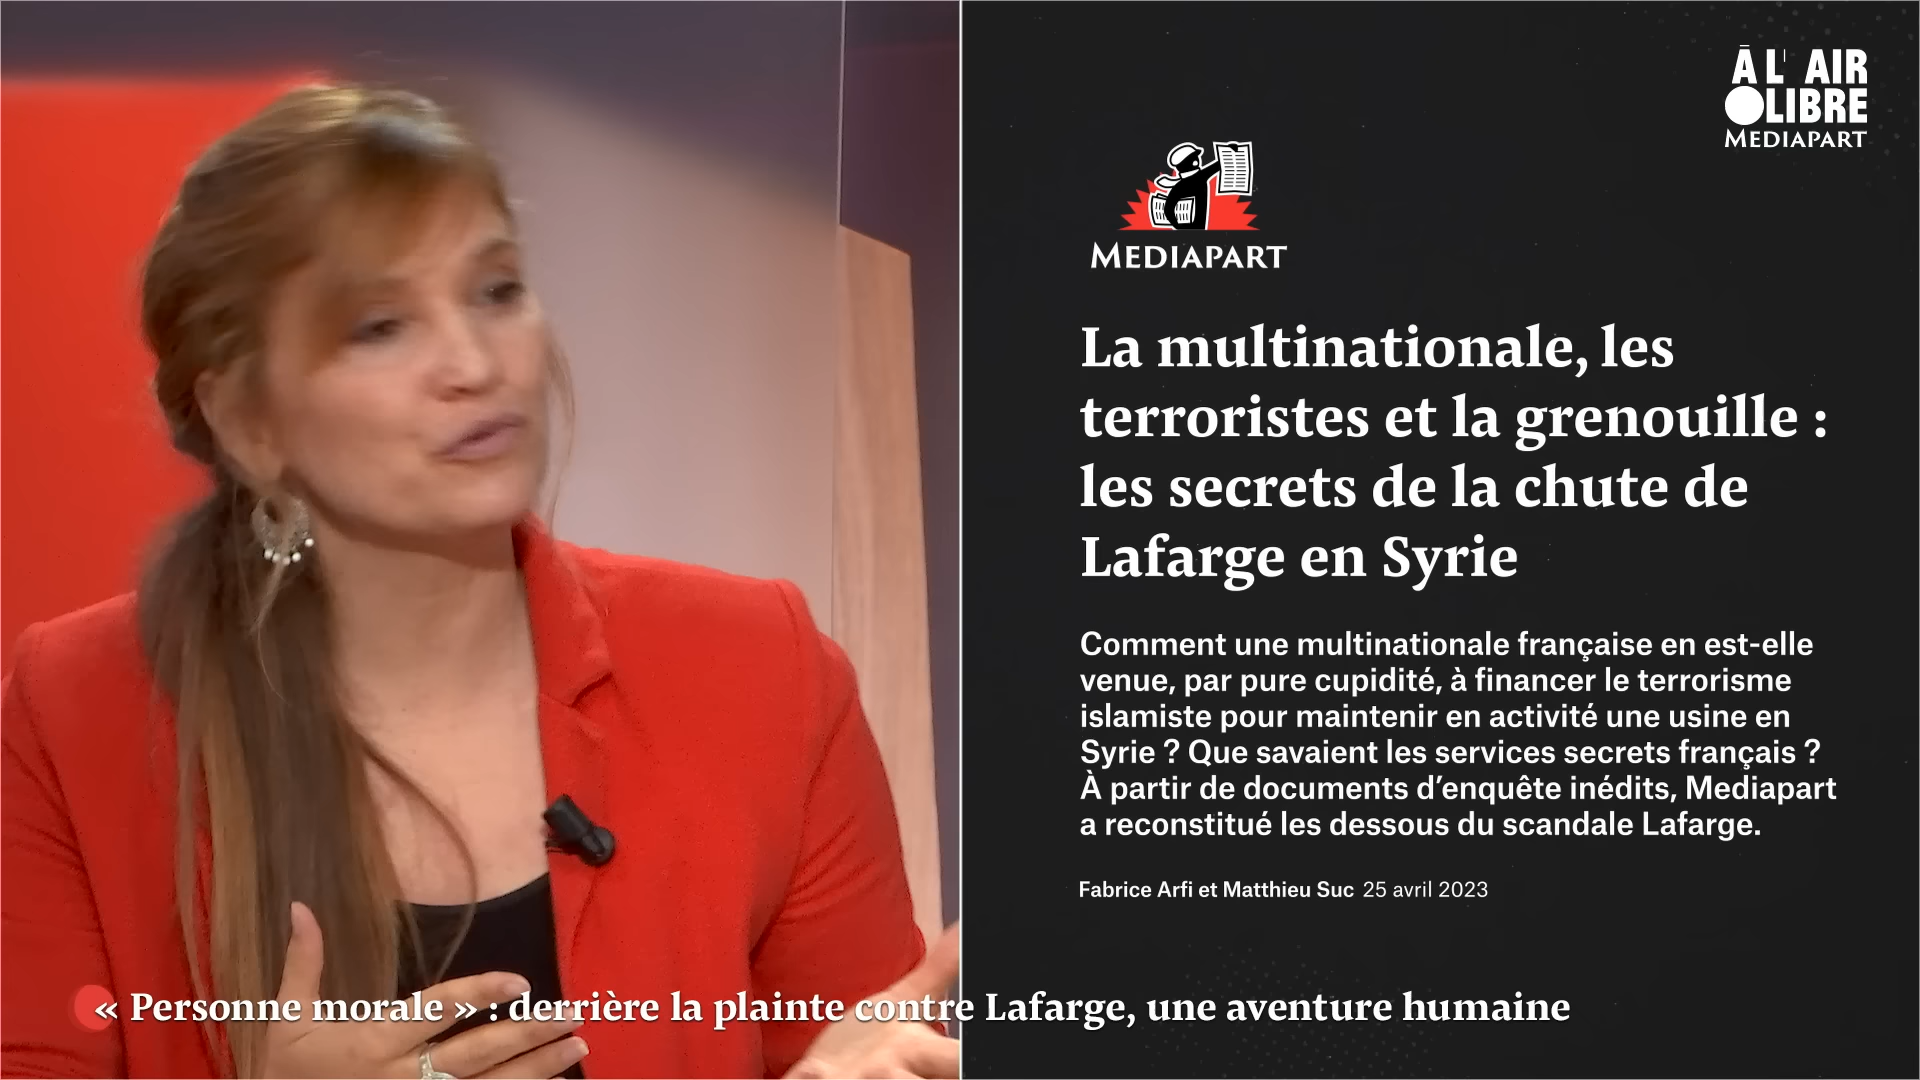 À L' AIR
LIBRE
MEDIAPART
MEDIAPART
La multinationale, les
terroristes et la grenouille :
les secrets de la chute de
Lafarge en Syrie
Comment une multinationale française en est-elle
venue, par pure cupidité, à financer le terrorisme
islamiste pour maintenir en activité une usine en
Syrie ? Que savaient les services secrets français ?
À partir de documents d’enquête inédits, Mediapart
a reconstitué les dessous du scandale Lafarge.
Fabrice Arfi et Matthieu Suc 25 avril 2023
« Personne morale » : derrière la plainte contre Lafarge, une aventure humaine